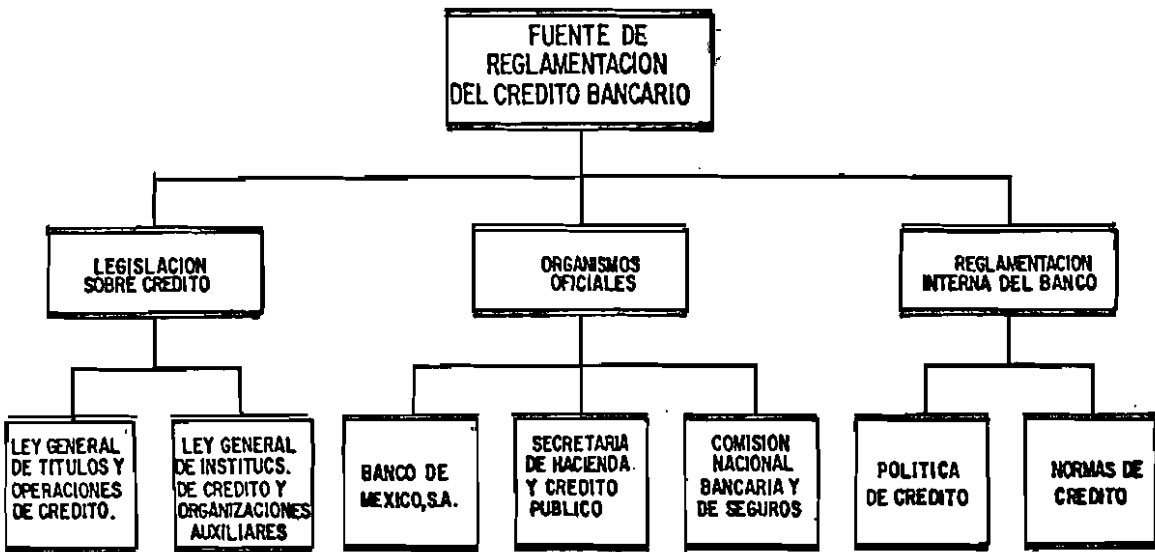 FUENTE DE
REGLAMENTACION
DEL CREDITO BANCARIO
LEGISLACION
SOBRE CREDITO
ORGANISMOS
OFICIALES
REGLAMENTACION
INTERNA DEL BANCO
LEY GENERAL
DE TITULOS Y
OPERACIONES
DE CREDITO.
LEY GENERAL
DE INSTITUCS.
DE CREDITO Y
ORGANIZACIONES
AUXILIARES
BANCO DE
MEXICO, S.A.
SECRETARIA
DE HACIENDA
Y CREDITO
PUBLICO
COMISION
NACIONAL
BANCARIA Y
DE SEGUROS
POLITICA
DE CREDITO
NORMAS DE
CREDITO